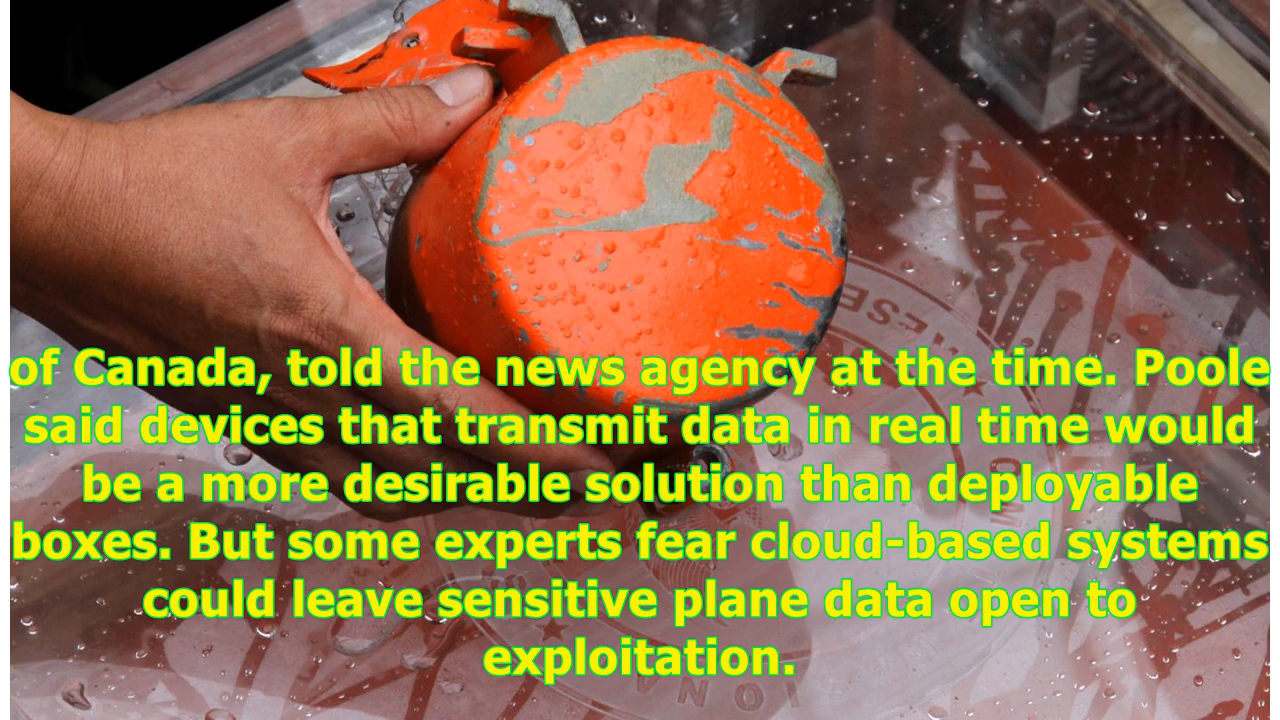 of Canada, told the news agency at the time. Poole
said devices that transmit data in real time would
be a more desirable solution than deployable
boxes. But some experts fear cloud-based systems
could leave sensitive plane data open to
exploitation.